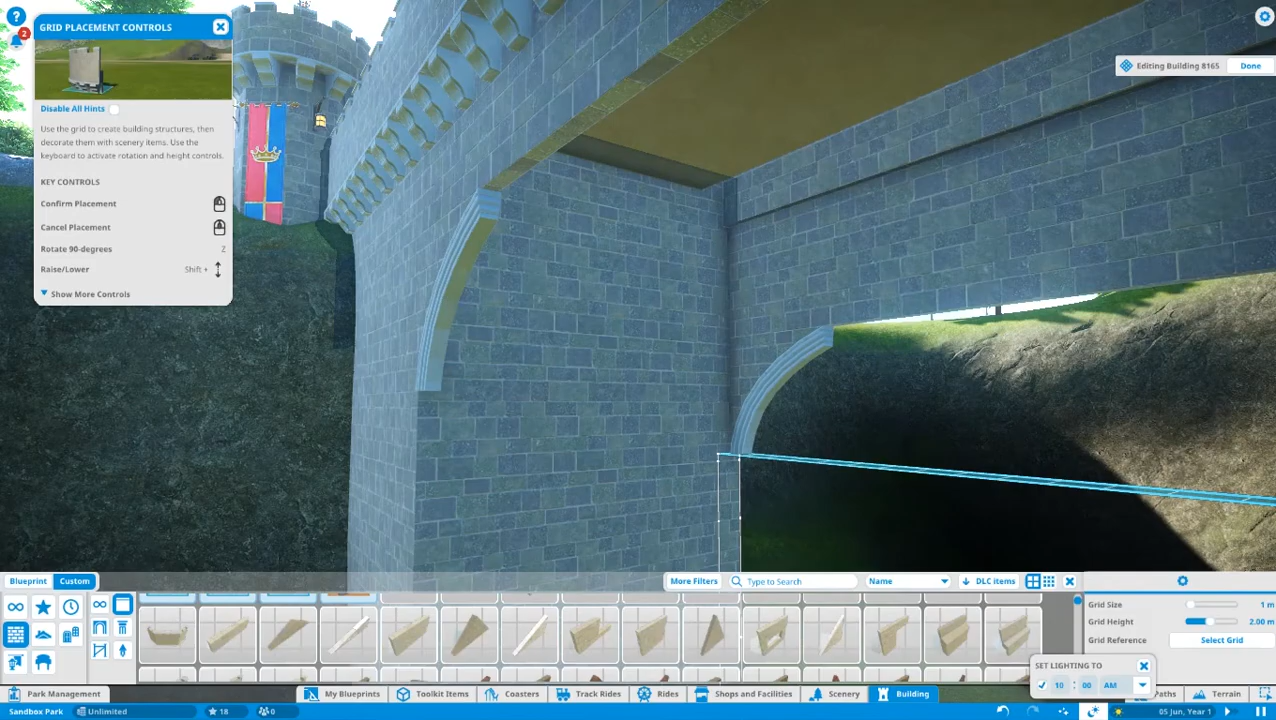 ?
2
GRID PLACEMENT CONTROLS
Disable All Hints
Use the grid to create building structures, then
decorate them with scenery items. Use the
keyboard to activate rotation and height controls.
KEY CONTROLS
Confirm Placement
Cancel Placement
Rotate 90-degrees Z
Raise/Lower Shift +
Show More Controls
Editing Building 8165 Done
Blueprint Custom More Filters Type to Search Name DLC items
Grid Size 1 m
Grid Height 2.00 m
Grid Reference Select Grid
SET LIGHTING TO
10 : 00 AM
Park Management My Blueprints Toolkit Items Coasters Track Rides Rides Shops and Facilities Scenery Building Paths Terrain
Sandbox Park Unlimited 18 0 05 Jun, Year 1